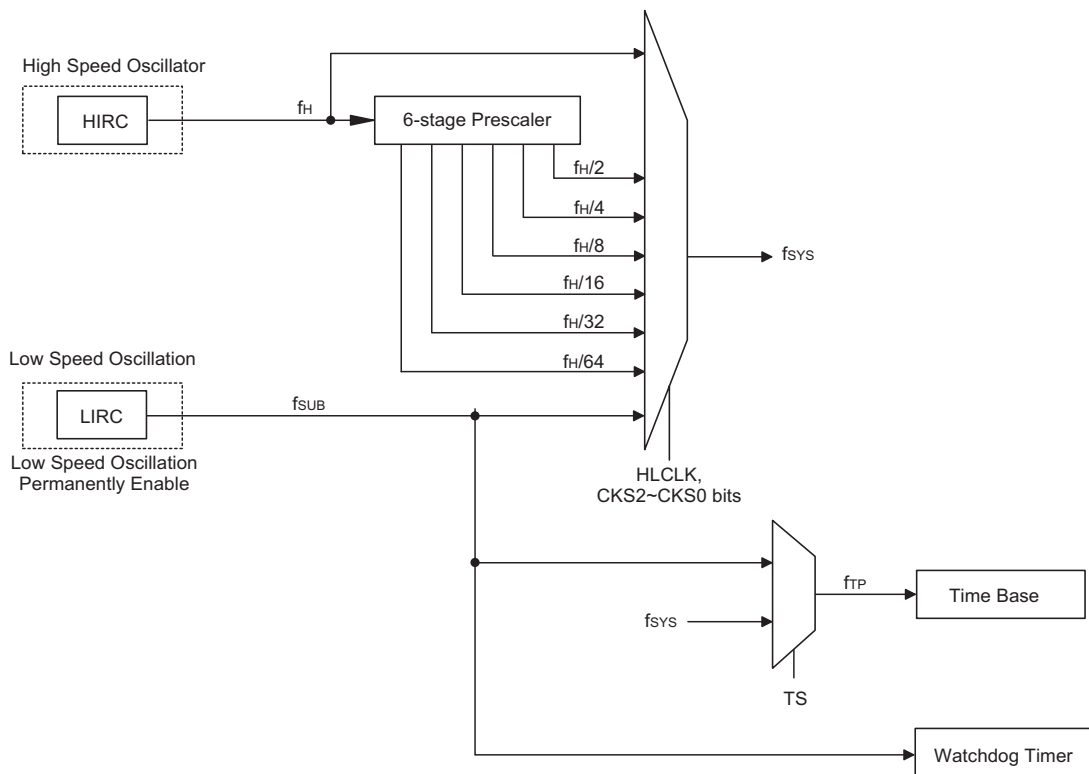 High Speed Oscillator
HIRC
fH
6-stage Prescaler
fH/2
fH/4
fH/8
fH/16
fH/32
fH/64
fSYS
Low Speed Oscillation
LIRC
fSUB
Low Speed Oscillation
Permanently Enable
HLCLK,
CKS2~CKS0 bits
fTP
Time Base
fSYS
TS
Watchdog Timer